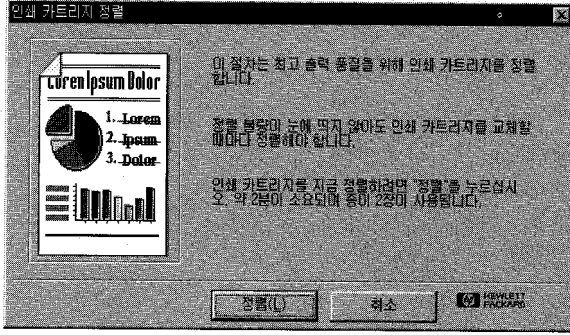 인쇄 카트리지 정렬
Lorem Ipsum Dolor
1. Lorem
2. Ipsum
3. Dolor
이 절차는 최고 출력 품질을 위해 인쇄 카트리지를 정렬
합니다.
정렬 불량이 눈에 띄지 않아도 인쇄 카트리지를 교체할
때마다 정렬해야 합니다.
인쇄 카트리지를 지금 정렬하려면 "정렬"을 누르십시
오. 약 2분이 소요되며 종이 2장이 사용됩니다.
정렬(L)
취소
HEWLETT
PACKARD